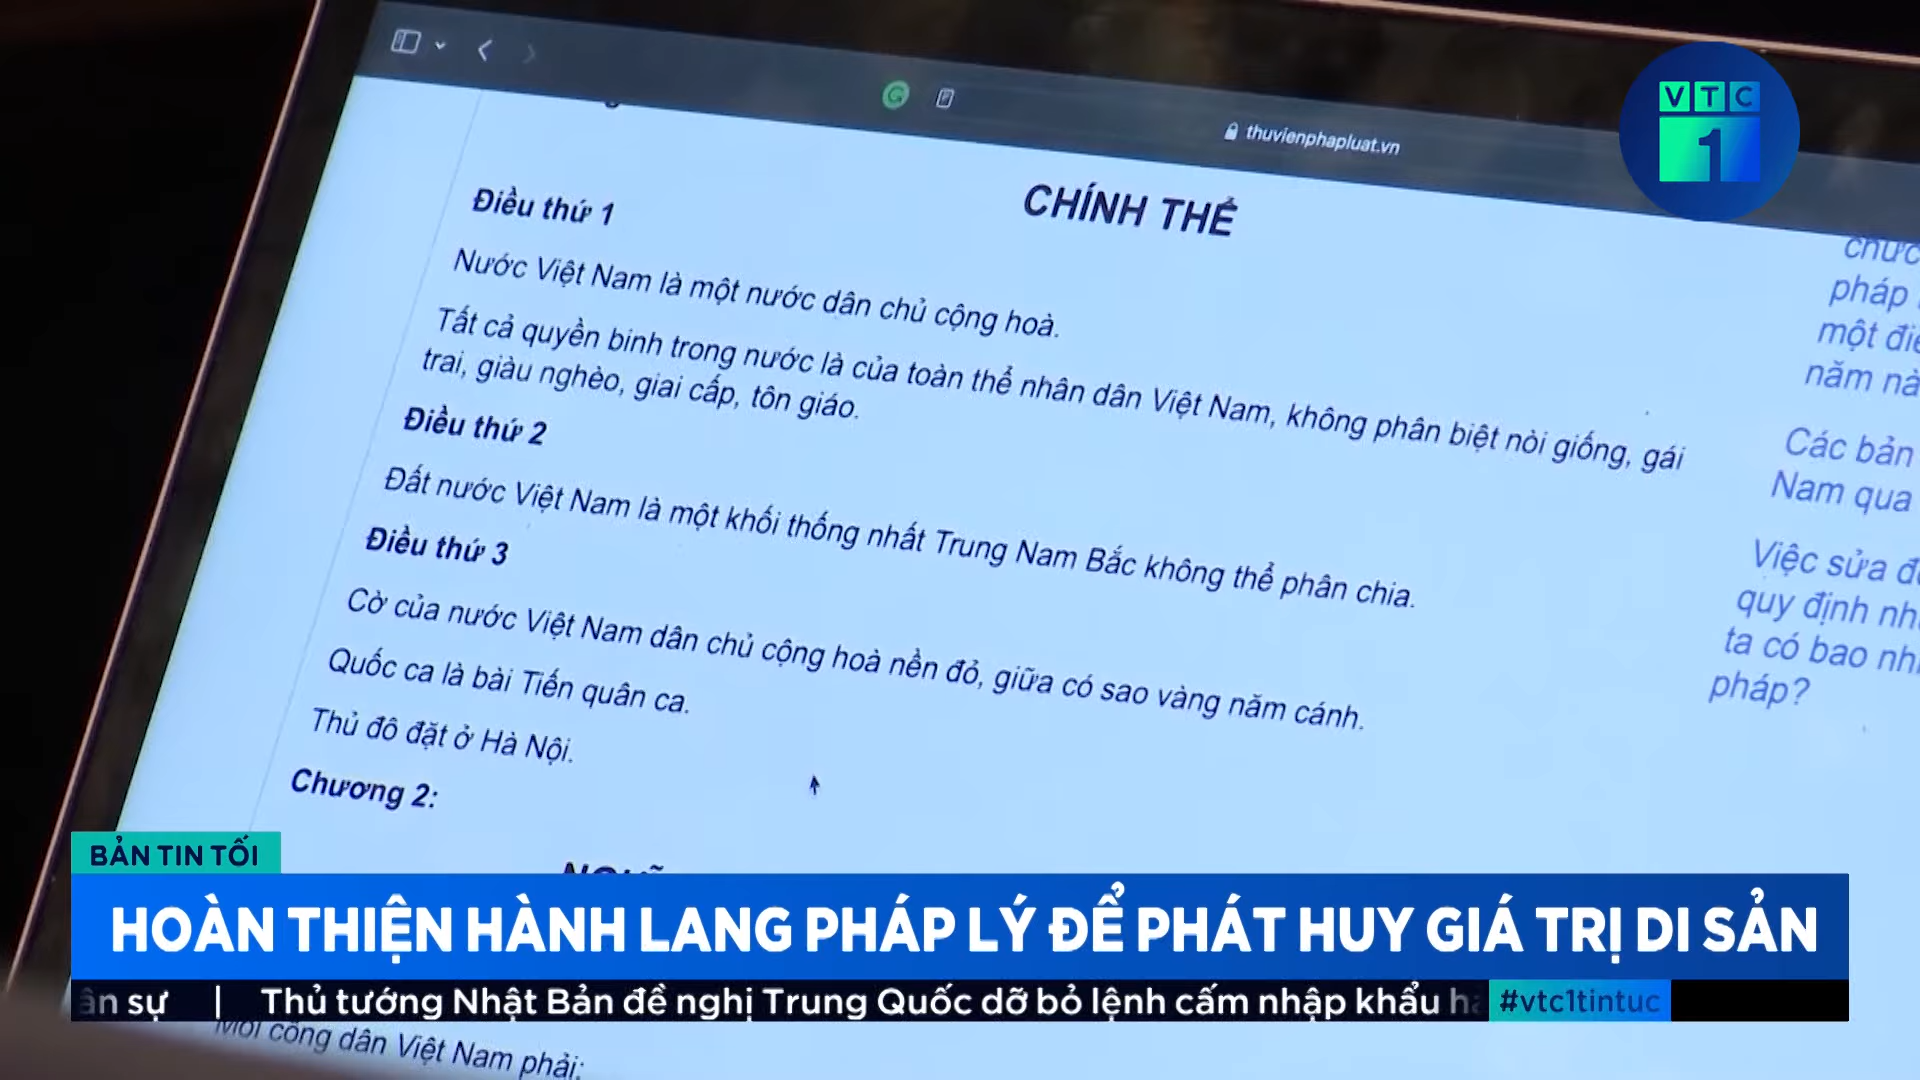 thuvienphapluat.vn
VTC
1
CHÍNH THỂ
Điều thứ 1
Nước Việt Nam là một nước dân chủ cộng hoà.
Tất cả quyền binh trong nước là của toàn thể nhân dân Việt Nam, không phân biệt nòi giống, gái
trai, giàu nghèo, giai cấp, tôn giáo.
Điều thứ 2
Đất nước Việt Nam là một khối thống nhất Trung Nam Bắc không thể phân chia.
Điều thứ 3
Cờ của nước Việt Nam dân chủ cộng hoà nền đỏ, giữa có sao vàng năm cánh.
Quốc ca là bài Tiến quân ca.
Thủ đô đặt ở Hà Nội.
Chương 2:
pháp
một
năm
Các bản
Nam qua
Việc sửa
quy định
ta có bao
pháp?
BẢN TIN TỐI
HOÀN THIỆN HÀNH LANG PHÁP LÝ ĐỂ PHÁT HUY GIÁ TRỊ DI SẢN
sự | Thủ tướng Nhật Bản đề nghị Trung Quốc dỡ bỏ lệnh cấm nhập khẩu
#vtc1tintuc
Mỗi công dân Việt Nam phải: